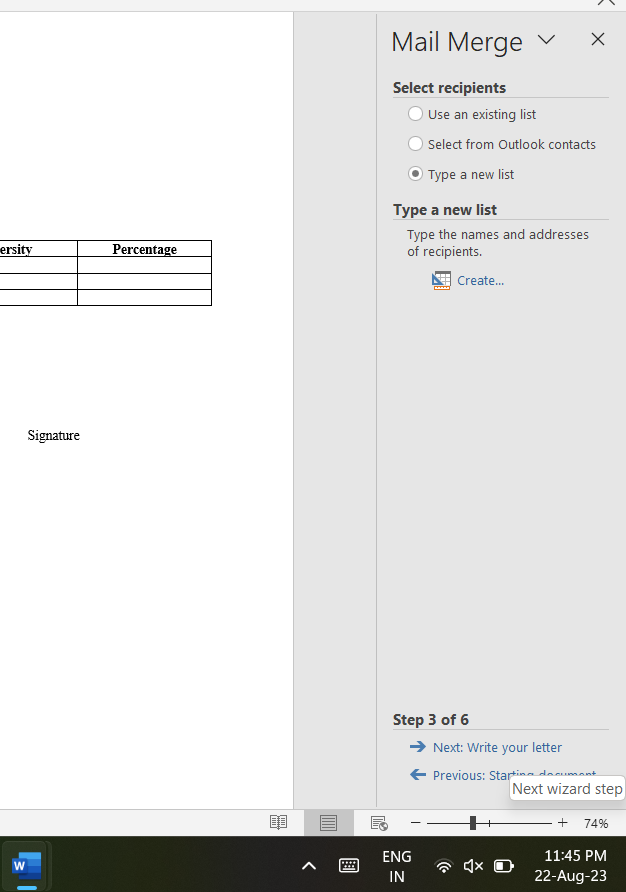 Mail Merge
Select recipients
Use an existing list
Select from Outlook contacts
Type a new list
Type a new list
Type the names and addresses
of recipients.
Create...
ersity Percentage
Signature
Step 3 of 6
Next: Write your letter
Previous: Starting document
Next wizard step
74%
W
ENG
IN
11:45 PM
22-Aug-23